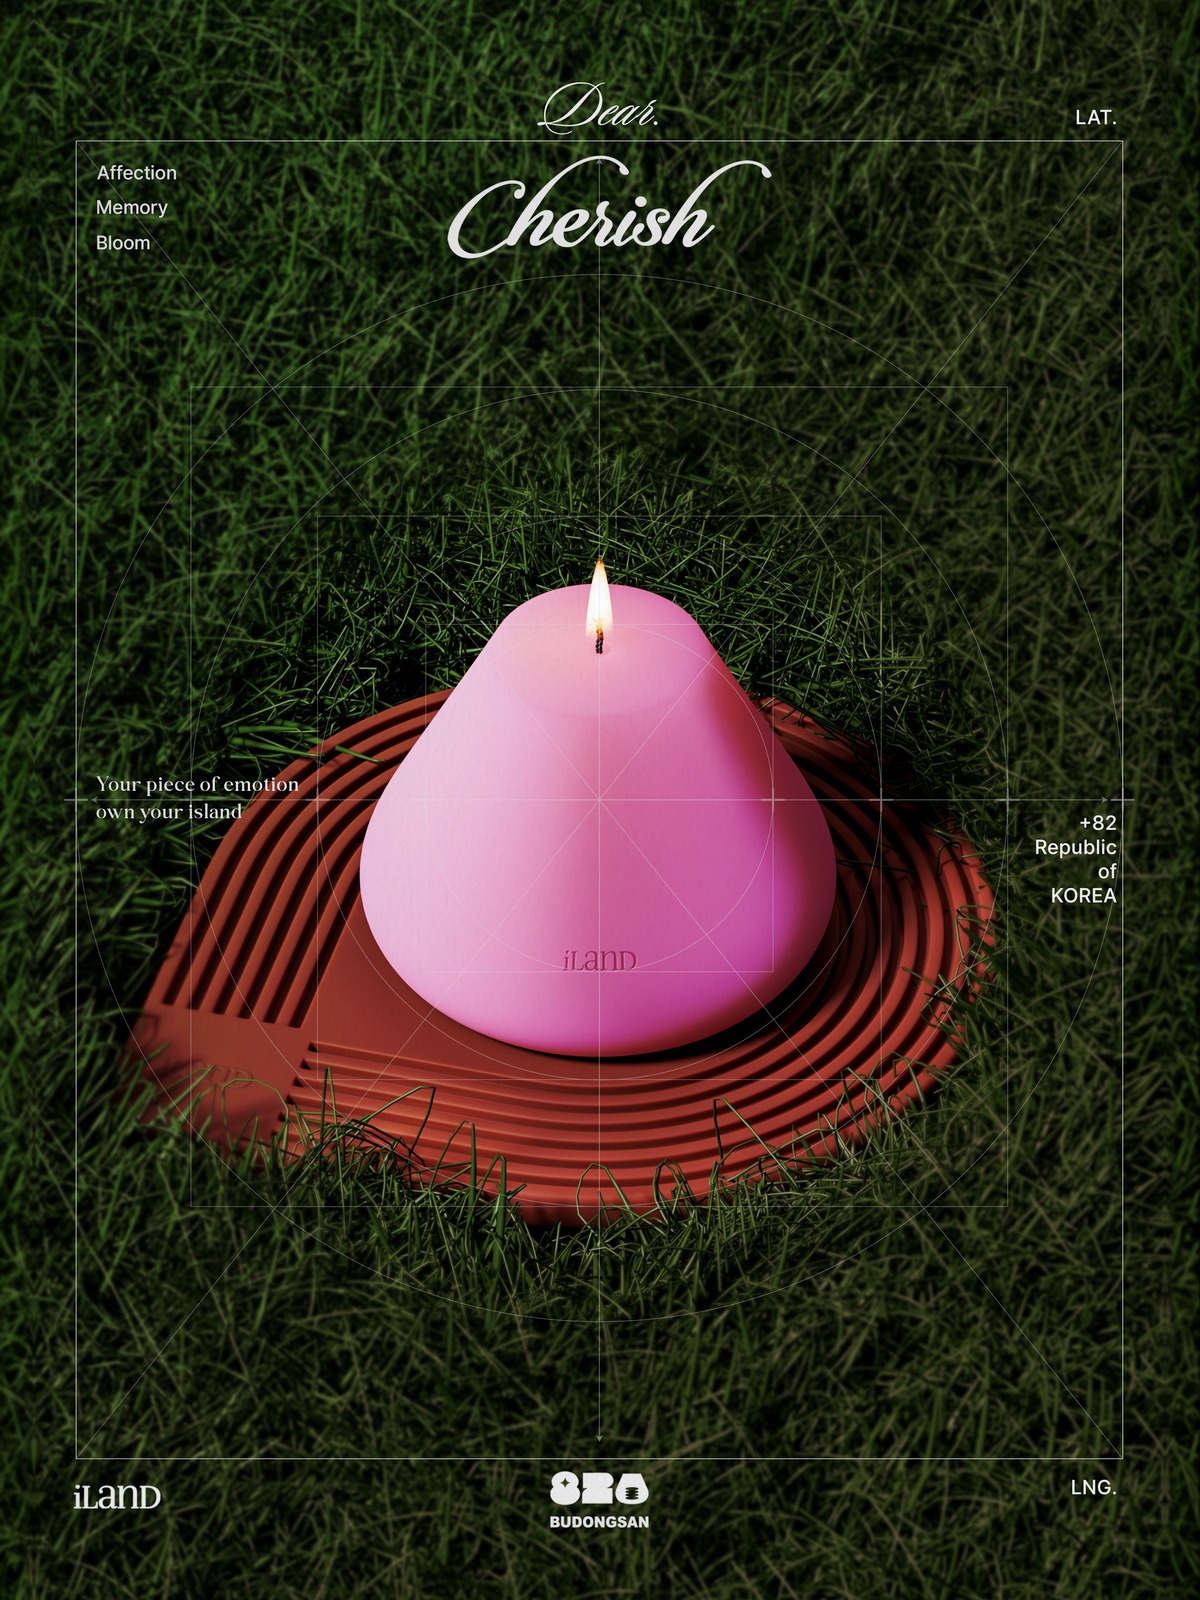 Dear.
LAT.
Cherish
Affection
Memory
Bloom
Your piece of emotion
own your island
+82
Republic
of
KOREA
iLAND
iLAND
820
BUDONGSAN
LNG.